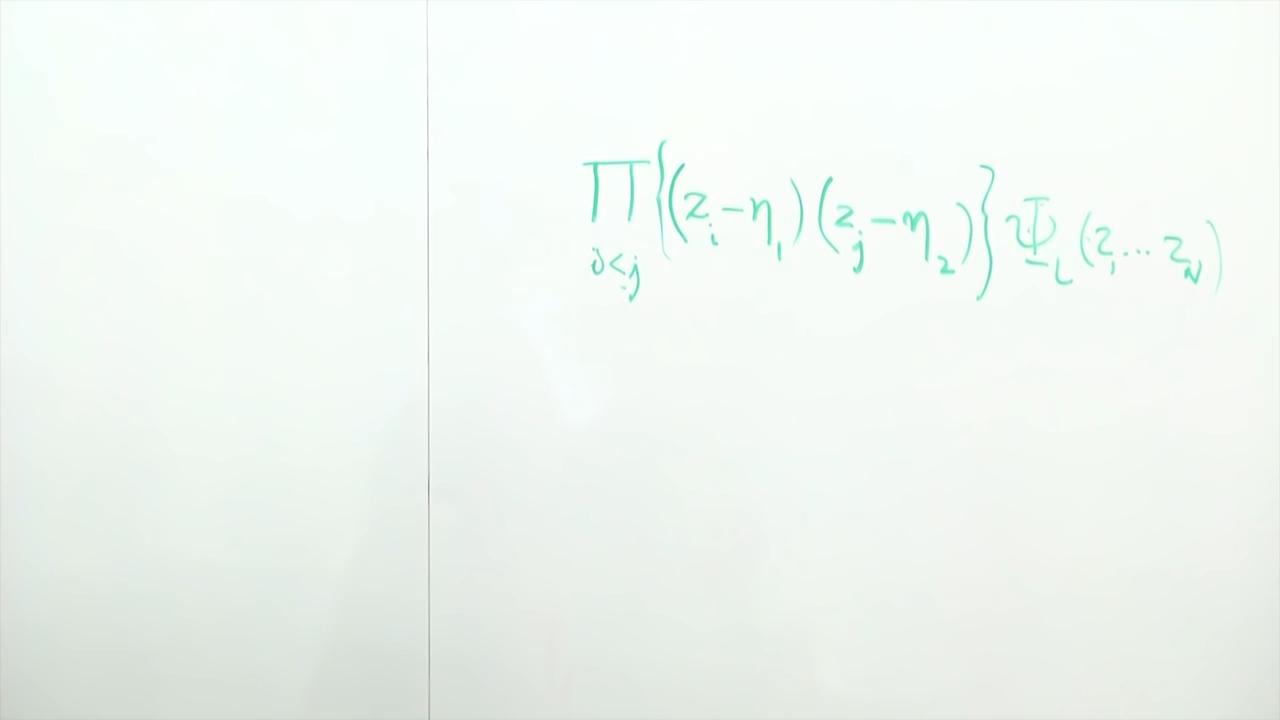 ∏_{i<j} {(z_i - η_1)(z_j - η_2)} Ψ_L (z_1 ... z_N)